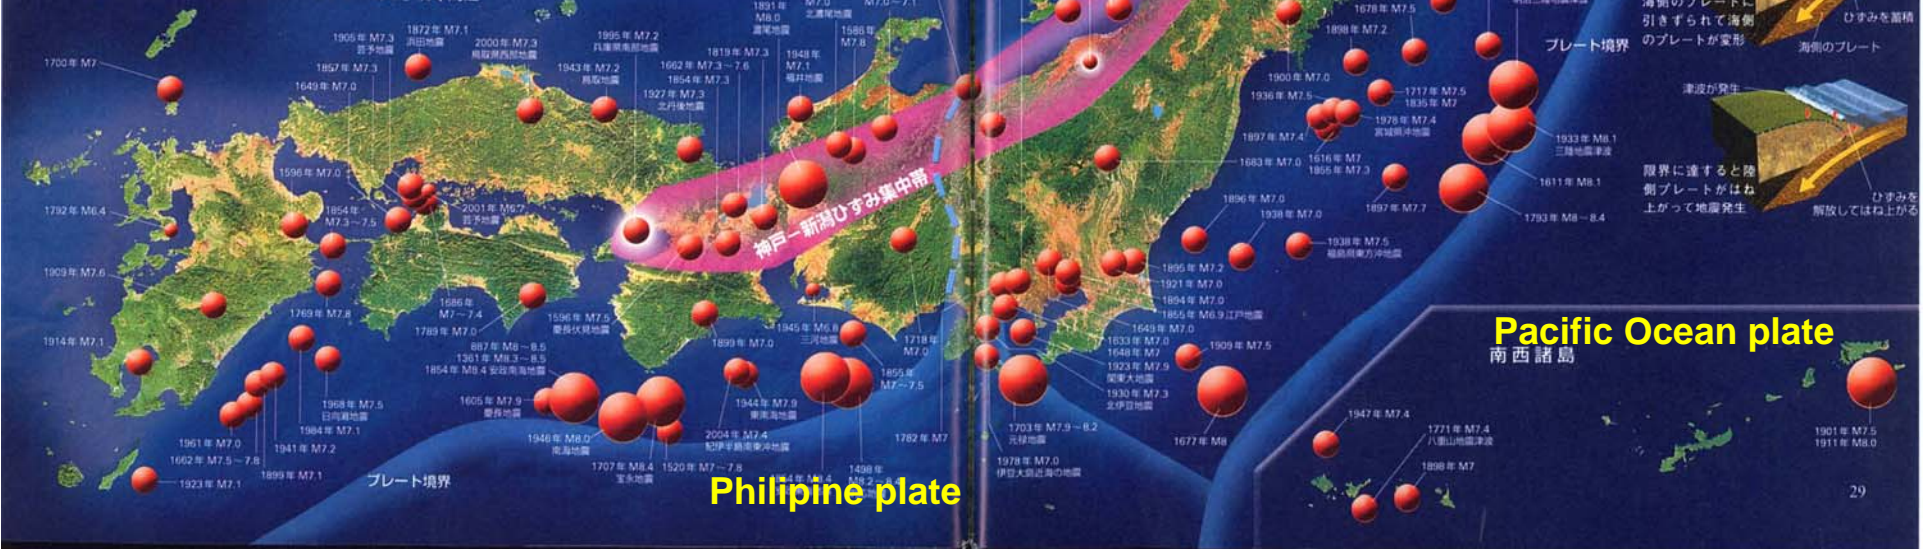 1700年 M7
1905年 M7.3
芸予地震
1872年 M7.1
浜田地震
2000年 M7.3
鳥取県西部地震
1857年 M7.3
1649年 M7.0
1943年 M7.2
鳥取地震
1995年 M7.2
兵庫県南部地震
1891年
M8.0
濃尾地震
1819年 M7.3
1662年 M7.3～7.6
1854年 M7.3
1927年 M7.3
北丹後地震
1948年
M7.1
福井地震
1586年
M7.8
北濃尾地震
1596年 M7.0
1792年 M6.4
1854年
M7.3～7.5
2001年 M6.7
芸予地震
神戸－新潟ひずみ集中帯
1909年 M7.6
1769年 M7.8
1914年 M7.1
1686年
M7～7.4
1789年 M7.0
1596年 M7.5
慶長伏見地震
887年 M8～8.5
1361年 M8.3～8.5
1854年 M8.4 安政南海地震
1605年 M7.9
慶長地震
1899年 M7.0
1945年 M6.8
三河地震
1718年
M7.0
1855年
M7～7.5
1944年 M7.9
東南海地震
2004年 M7.4
紀伊半島南東沖地震
1782年 M7
1968年 M7.5
日向灘地震
1984年 M7.1
1941年 M7.2
1961年 M7.0
1662年 M7.5～7.8
1899年 M7.1
1923年 M7.1
プレート境界
1946年 M8.0
南海地震
1707年 M8.4
宝永地震
1520年 M7～7.8
1498年
Philipine plate
1678年 M7.5
1898年 M7.2
1900年 M7.0
1936年 M7.5
1717年 M7.5
1835年 M7
1978年 M7.4
宮城県沖地震
1897年 M7.4
1616年 M7
1855年 M7.3
1683年 M7.0
1933年 M8.1
三陸地震津波
1611年 M8.1
1793年 M8～8.4
1897年 M7.7
1896年 M7.0
1938年 M7.0
1938年 M7.5
福島県東方沖地震
1895年 M7.2
1921年 M7.0
1894年 M7.0
1855年 M6.9 江戸地震
1649年 M7.0
1633年 M7.0
1648年 M7
1923年 M7.9
関東大地震
1930年 M7.3
北伊豆地震
1909年 M7.5
1703年 M7.9～8.2
元禄地震
1978年 M7.0
伊豆大島近海の地震
1677年 M8
プレート境界
海側のプレートに
引きずられて海側
のプレートが変形
ひずみを蓄積
海側のプレート
津波が発生
限界に達すると陸
側プレートがはね
上がって地震発生
ひずみを
解放してはね上がる
Pacific Ocean plate
南西諸島
1947年 M7.4
1771年 M7.4
八重山地震津波
1898年 M7
1901年 M7.5
1911年 M8.0
29